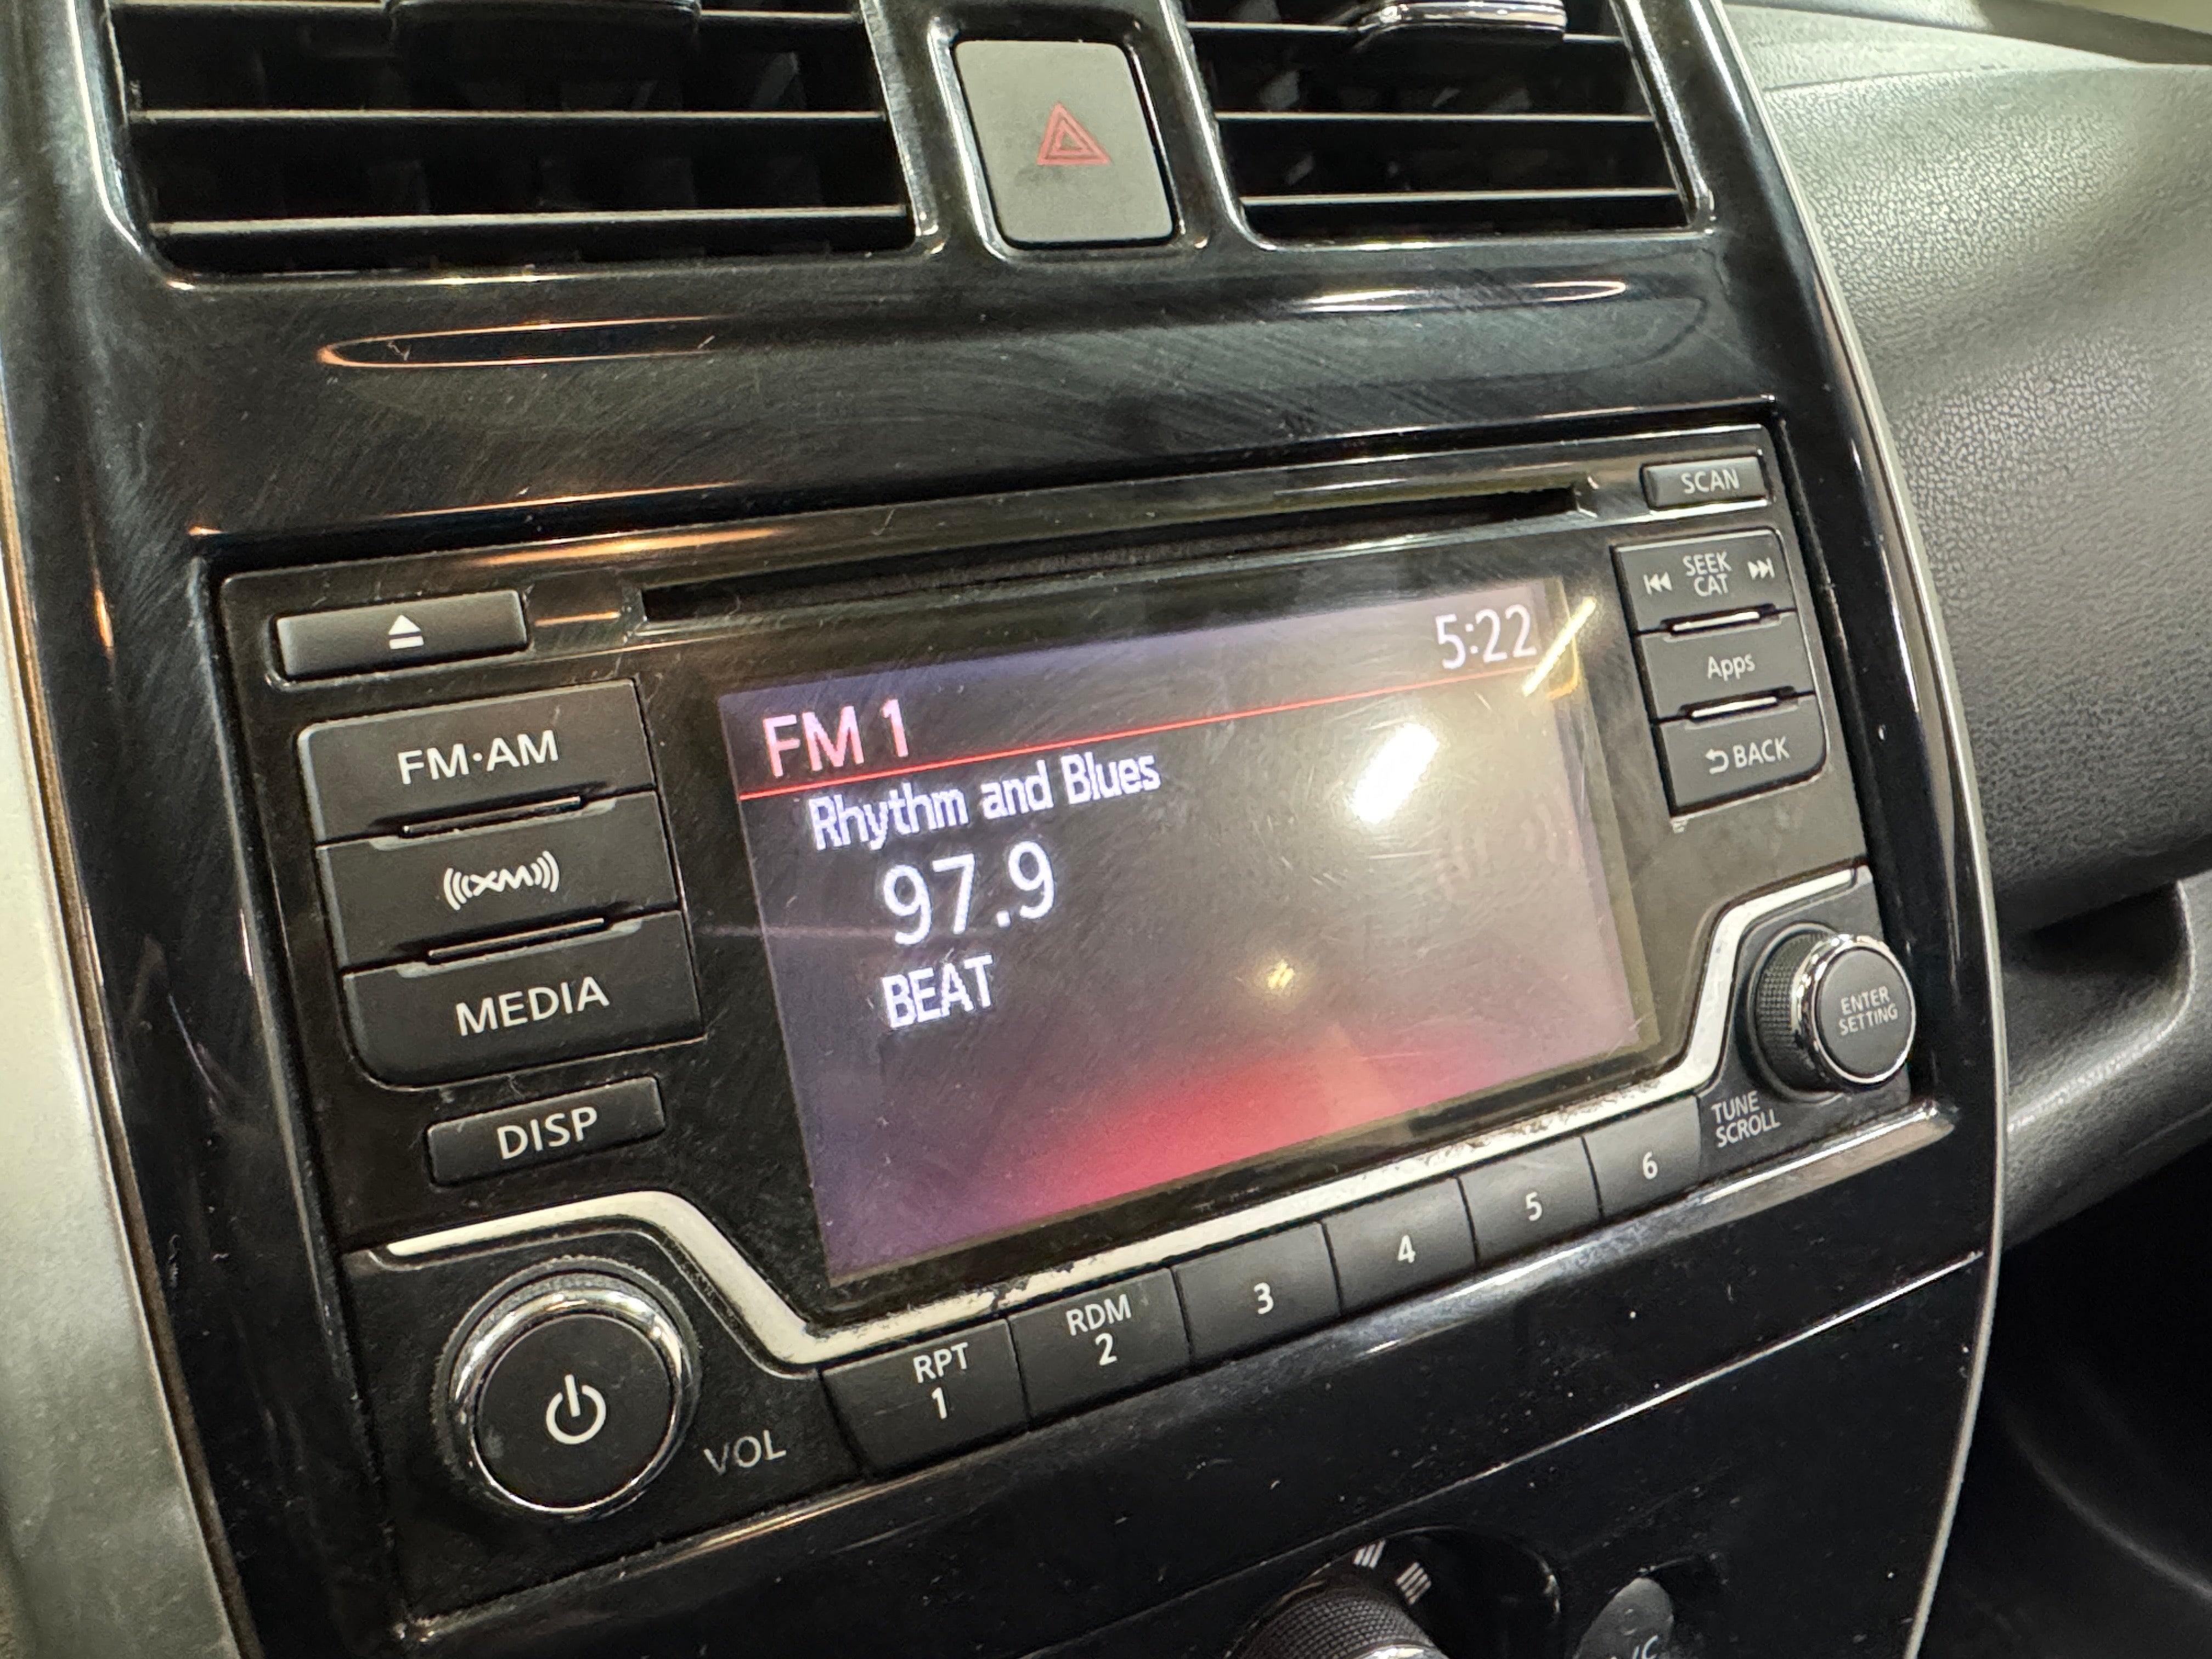 SCAN
SEEK
CAT
Apps
BACK
FM·AM
XM
MEDIA
DISP
5:22
FM 1
Rhythm and Blues
97.9
BEAT
ENTER
SETTING
TUNE
SCROLL
VOL
RPT
1
RDM
2
3
4
5
6